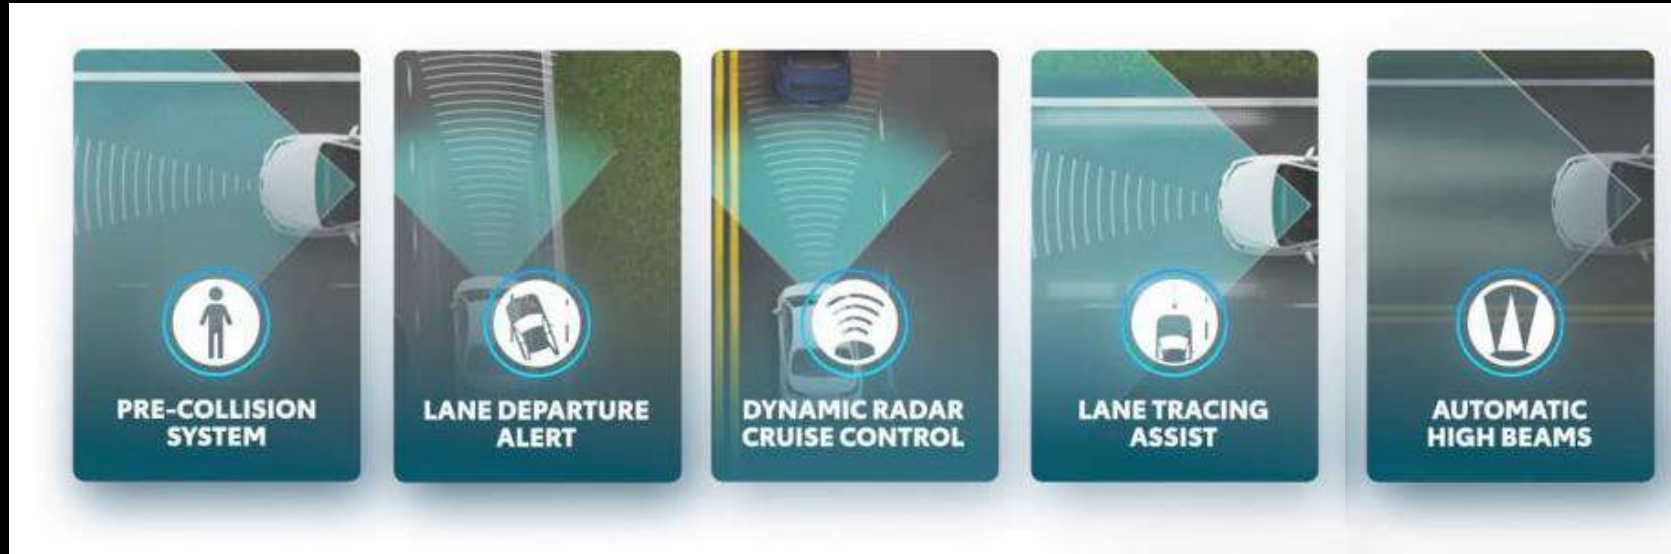 PRE-COLLISION
SYSTEM
LANE DEPARTURE
ALERT
DYNAMIC RADAR
CRUISE CONTROL
LANE TRACING
ASSIST
AUTOMATIC
HIGH BEAMS